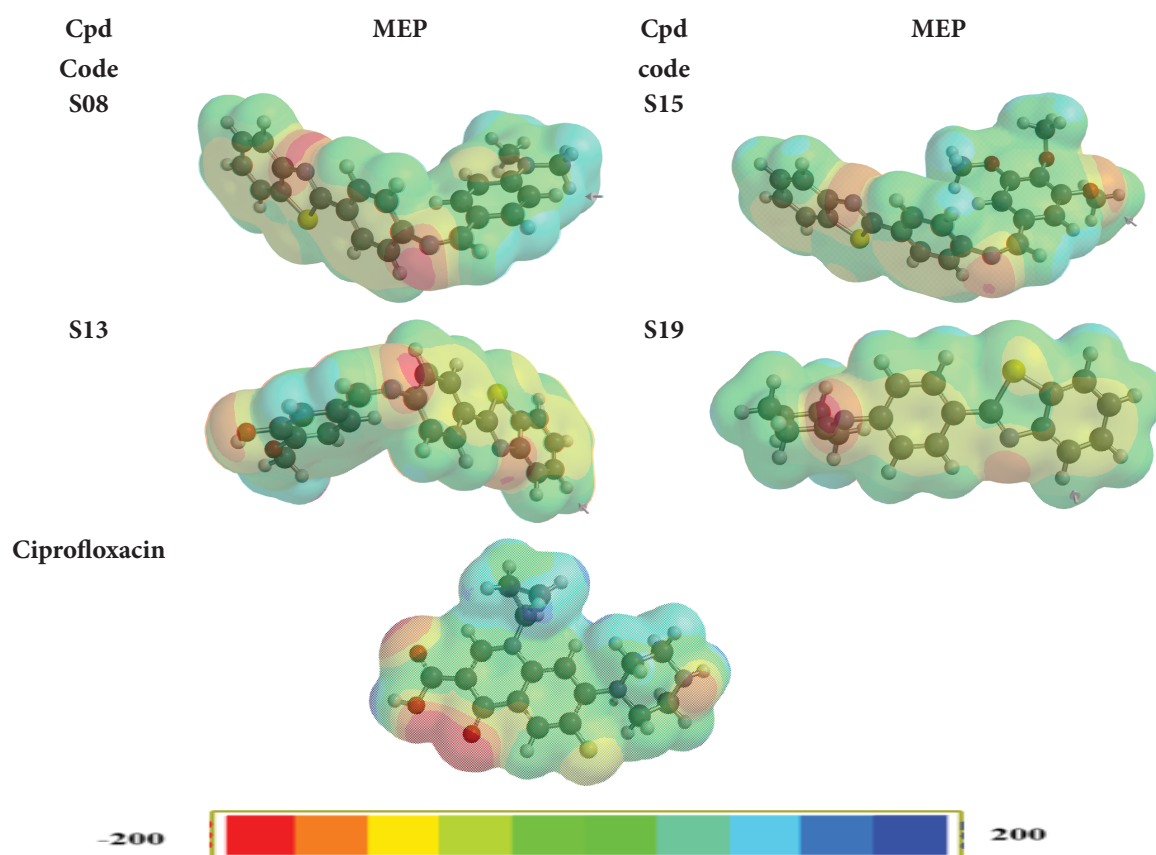 Cpd MEP Cpd MEP
Code code
S08 S15
S13 S19
Ciprofloxacin
-200 200